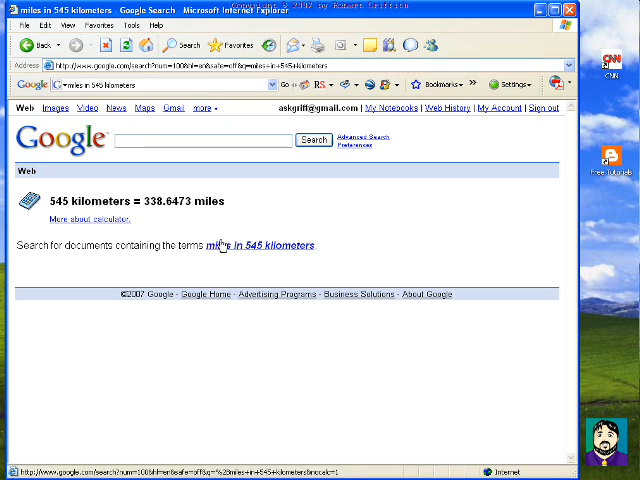 Copyright © 2007 by Robert Griffith
miles in 545 kilometers - Google Search - Microsoft Internet Explorer
File Edit View Favorites Tools Help
Back Search Favorites
Address http://www.google.com/search?num=100&hl=en&safe=off&q=miles+in+545+kilometers
Google G miles in 545 kilometers Go RS Bookmarks Settings
Web Images Video News Maps Gmail more askgriff@gmail.com | My Notebooks | Web History | My Account | Sign out
Google Search Advanced Search
Preferences
Web
545 kilometers = 338.6473 miles
More about calculator.
Search for documents containing the terms miles in 545 kilometers.
©2007 Google - Google Home - Advertising Programs - Business Solutions - About Google
http://www.google.com/search?num=100&hl=en&safe=off&q=%2Bmiles+in+545+kilometers&nocalc=1 Internet
CNN
CNN
Free Tutorials